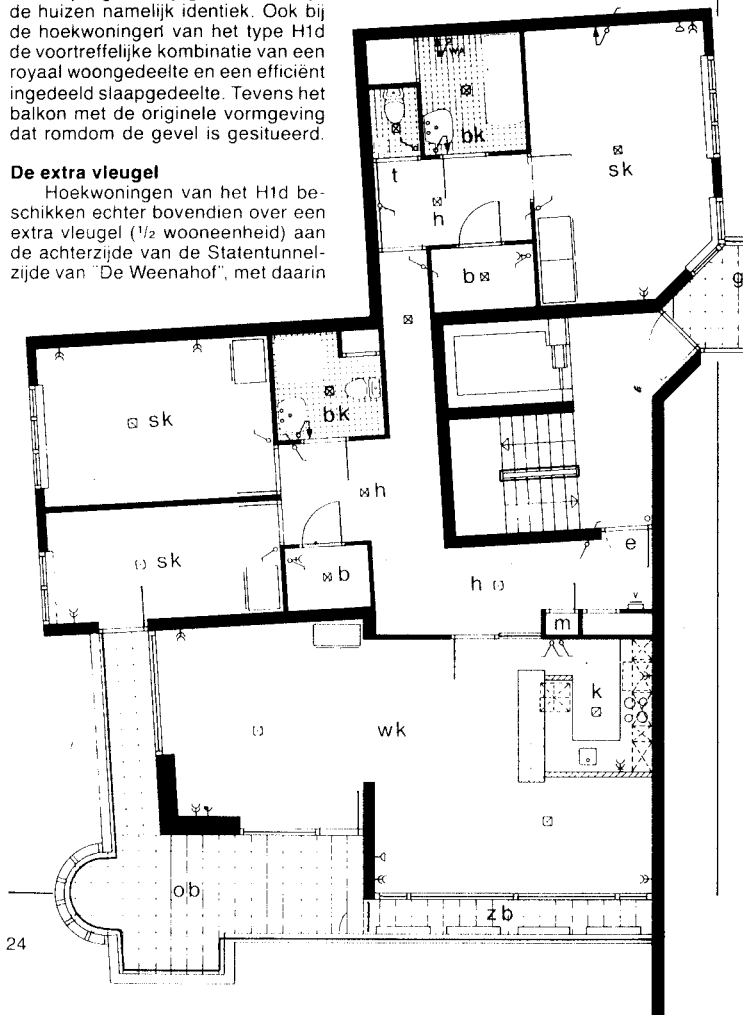 de huizen namelijk identiek. Ook bij
de hoekwoningen van het type H1d
de voortreffelijke kombinatie van een
royaal woongedeelte en een efficiënt
ingedeeld slaapgedeelte. Tevens het
balkon met de originele vormgeving
dat romdom de gevel is gesitueerd.
De extra vleugel
Hoekwoningen van het H1d be-
schikken echter bovendien over een
extra vleugel (1/2 wooneenheid) aan
de achterzijde van de Statentunnel-
zijde van "De Weenahof", met daarin
wa
bk
sk
t
h
b
g
sk
bk
h
sk
b
e
h
m
k
wk
ob
zb
24